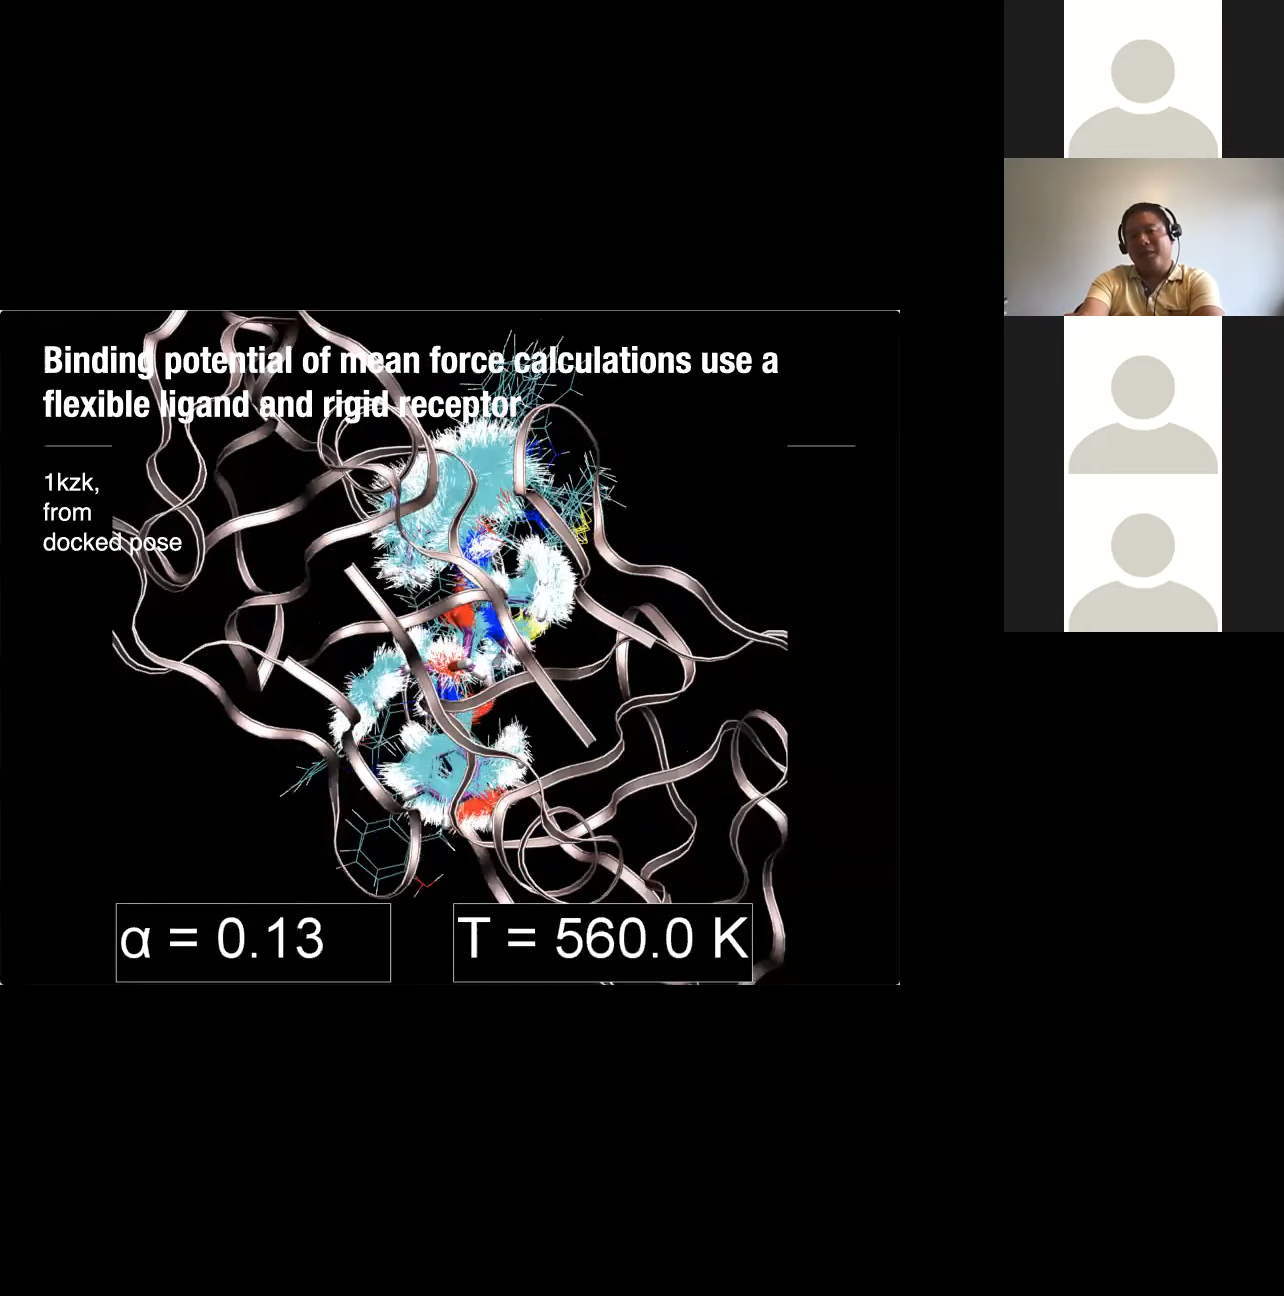 Binding potential of mean force calculations use a
flexible ligand and rigid receptor
1kzk,
from
docked pose
α = 0.13
T = 560.0 K